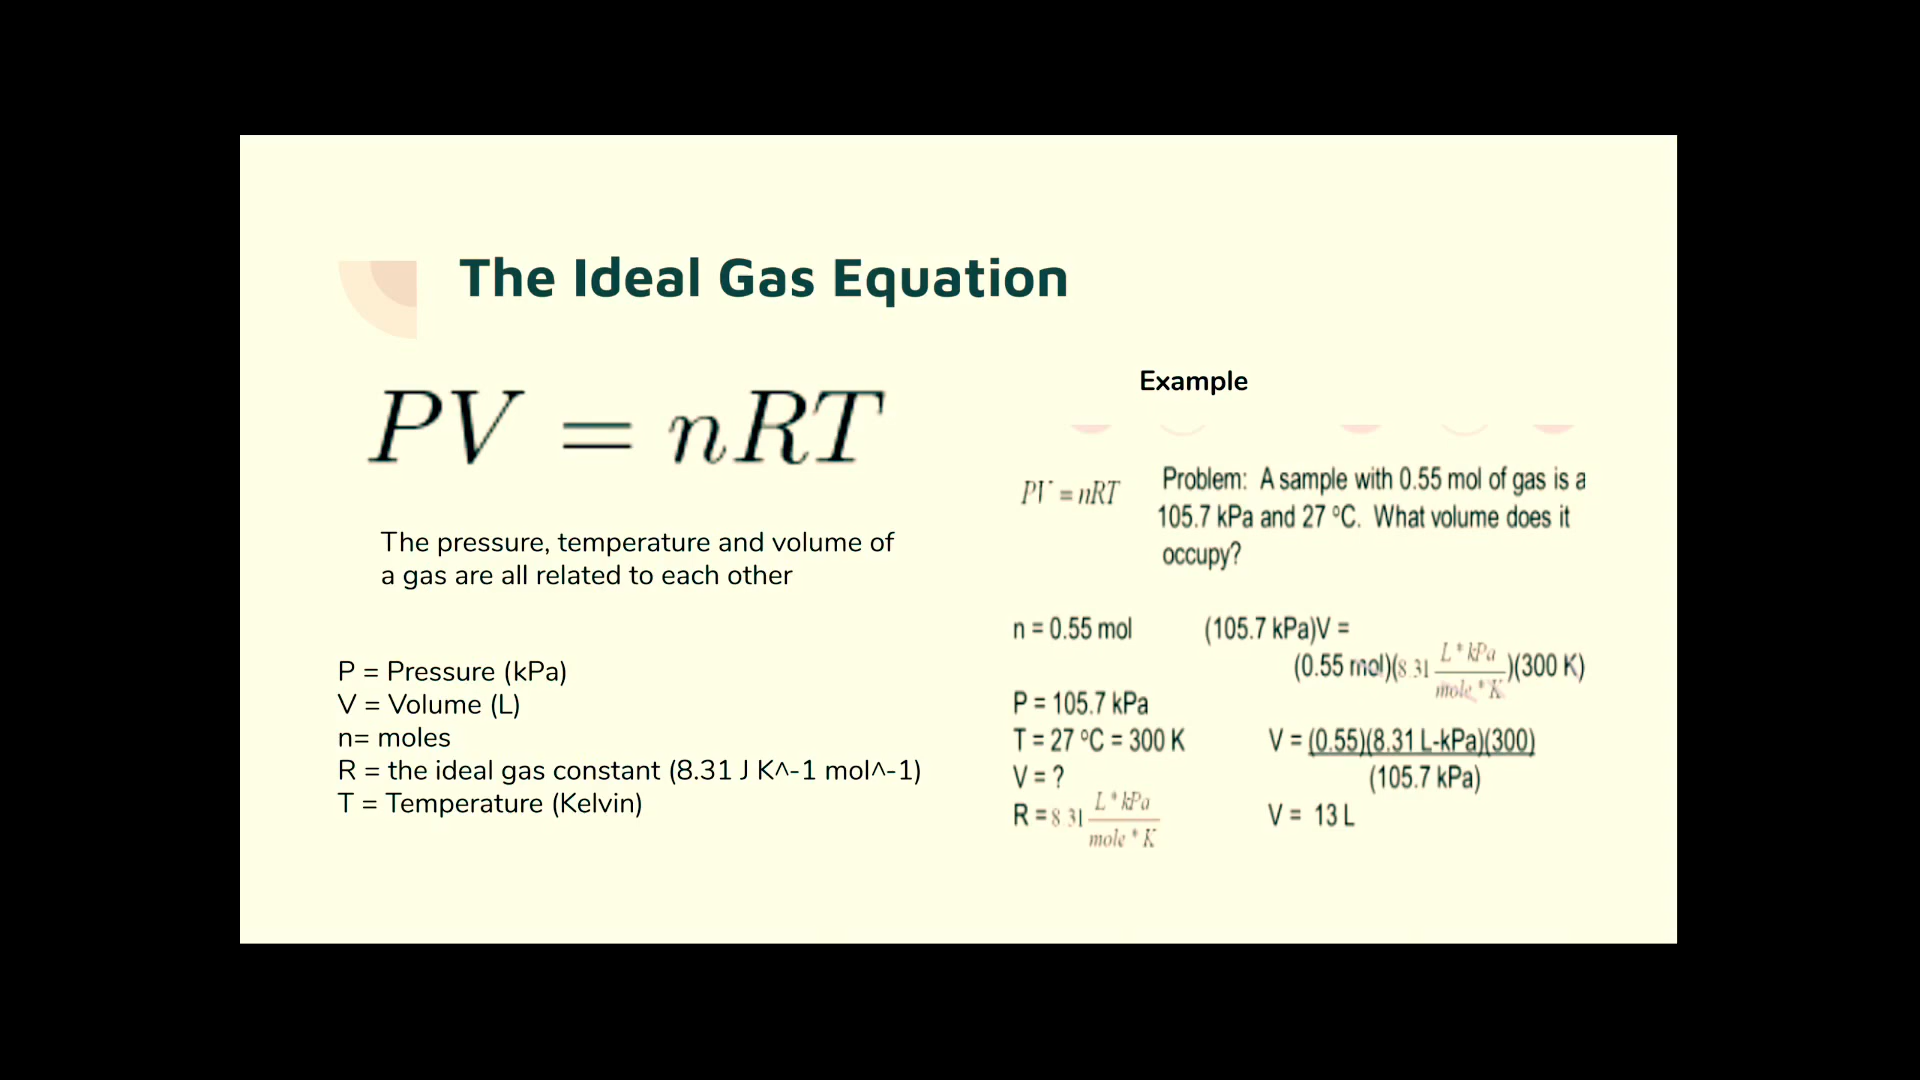 The Ideal Gas Equation
PV = nRT
The pressure, temperature and volume of
a gas are all related to each other
P = Pressure (kPa)
V = Volume (L)
n= moles
R = the ideal gas constant (8.31 J K^-1 mol^-1)
T = Temperature (Kelvin)
Example
PV = nRT
Problem: A sample with 0.55 mol of gas is a
105.7 kPa and 27 ºC. What volume does it
occupy?
n = 0.55 mol
P = 105.7 kPa
T = 27 ºC = 300 K
V = ?
R = 8 31 L * kPa
mole * K
(105.7 kPa)V =
(0.55 mol)(8 31 L * kPa / mole * K)(300 K)
V = (0.55)(8.31 L-kPa)(300)
(105.7 kPa)
V = 13 L